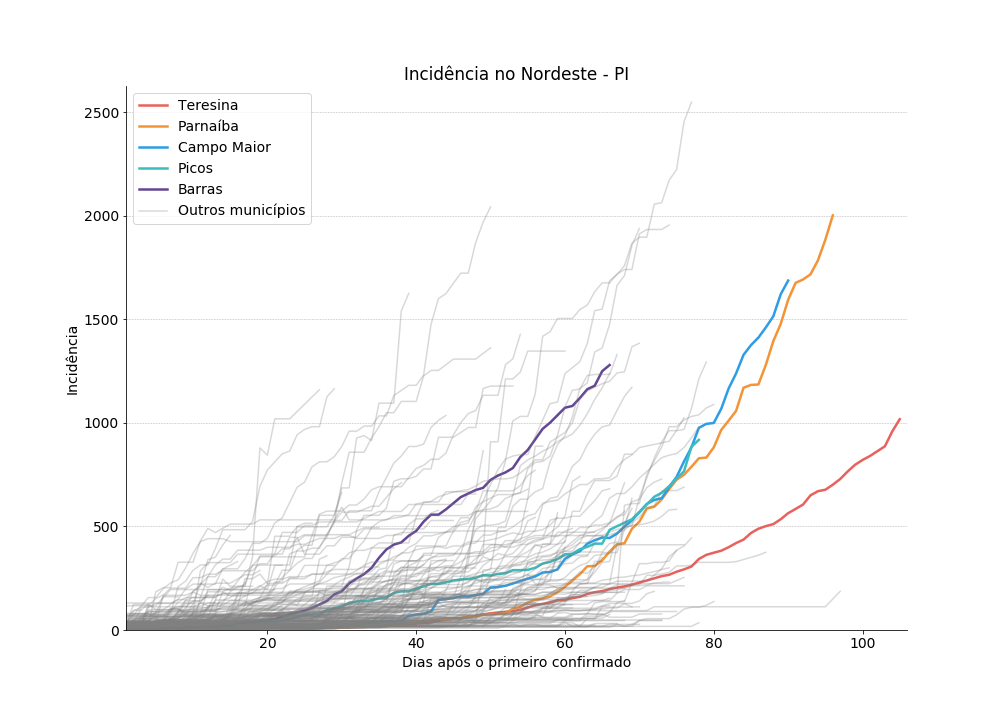 Incidência no Nordeste - PI
Teresina
Parnaíba
Campo Maior
Picos
Barras
Outros municípios
2500
2000
1500
1000
500
0
Incidência
20
40
60
80
100
Dias após o primeiro confirmado